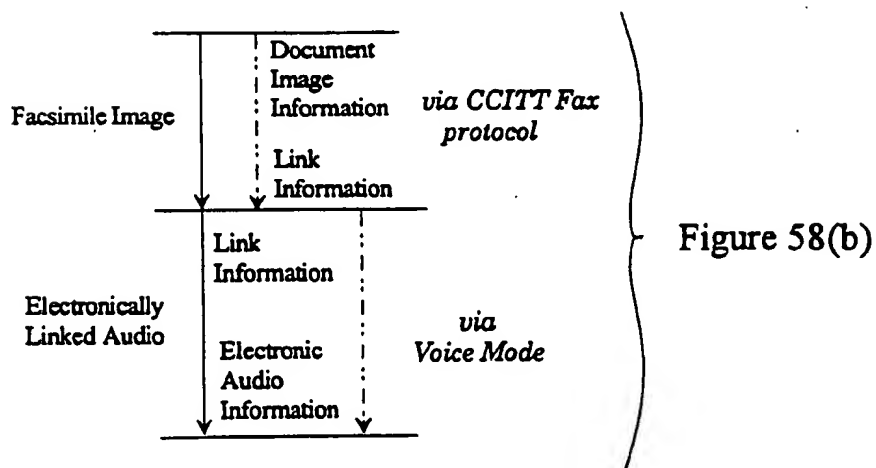 Document
Image
Information
Facsimile Image
via CCITT Fax
protocol
Link
Information
Figure 58(b)
Link
Information
Electronically
Linked Audio
via
Voice Mode
Electronic
Audio
Information